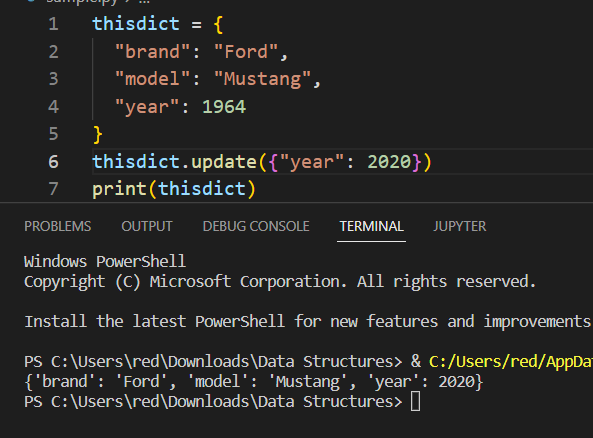 sample.py > ...
1 thisdict = {
2 "brand": "Ford",
3 "model": "Mustang",
4 "year": 1964
5 }
6 thisdict.update({"year": 2020})
7 print(thisdict)
PROBLEMS OUTPUT DEBUG CONSOLE TERMINAL JUPYTER
Windows PowerShell
Copyright (C) Microsoft Corporation. All rights reserved.
Install the latest PowerShell for new features and improvements
PS C:\Users\red\Downloads\Data Structures> & C:/Users/red/AppDa
{'brand': 'Ford', 'model': 'Mustang', 'year': 2020}
PS C:\Users\red\Downloads\Data Structures>